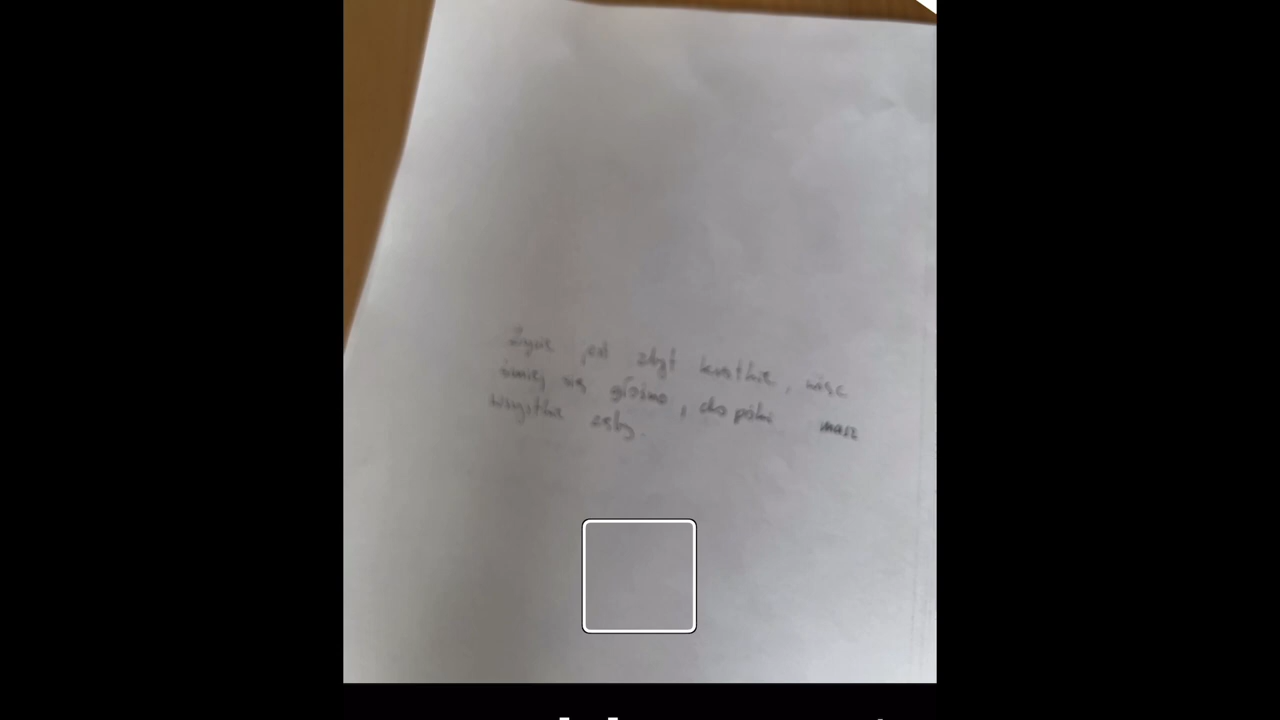 Życie jest zbyt krótkie, więc
śmiej się głośno, dopóki masz
wszystkie zęby.